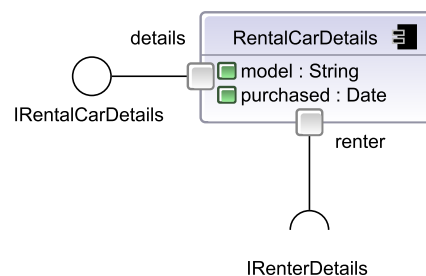 details
RentalCarDetails
model : String
purchased : Date
IRentalCarDetails
renter
IRenterDetails